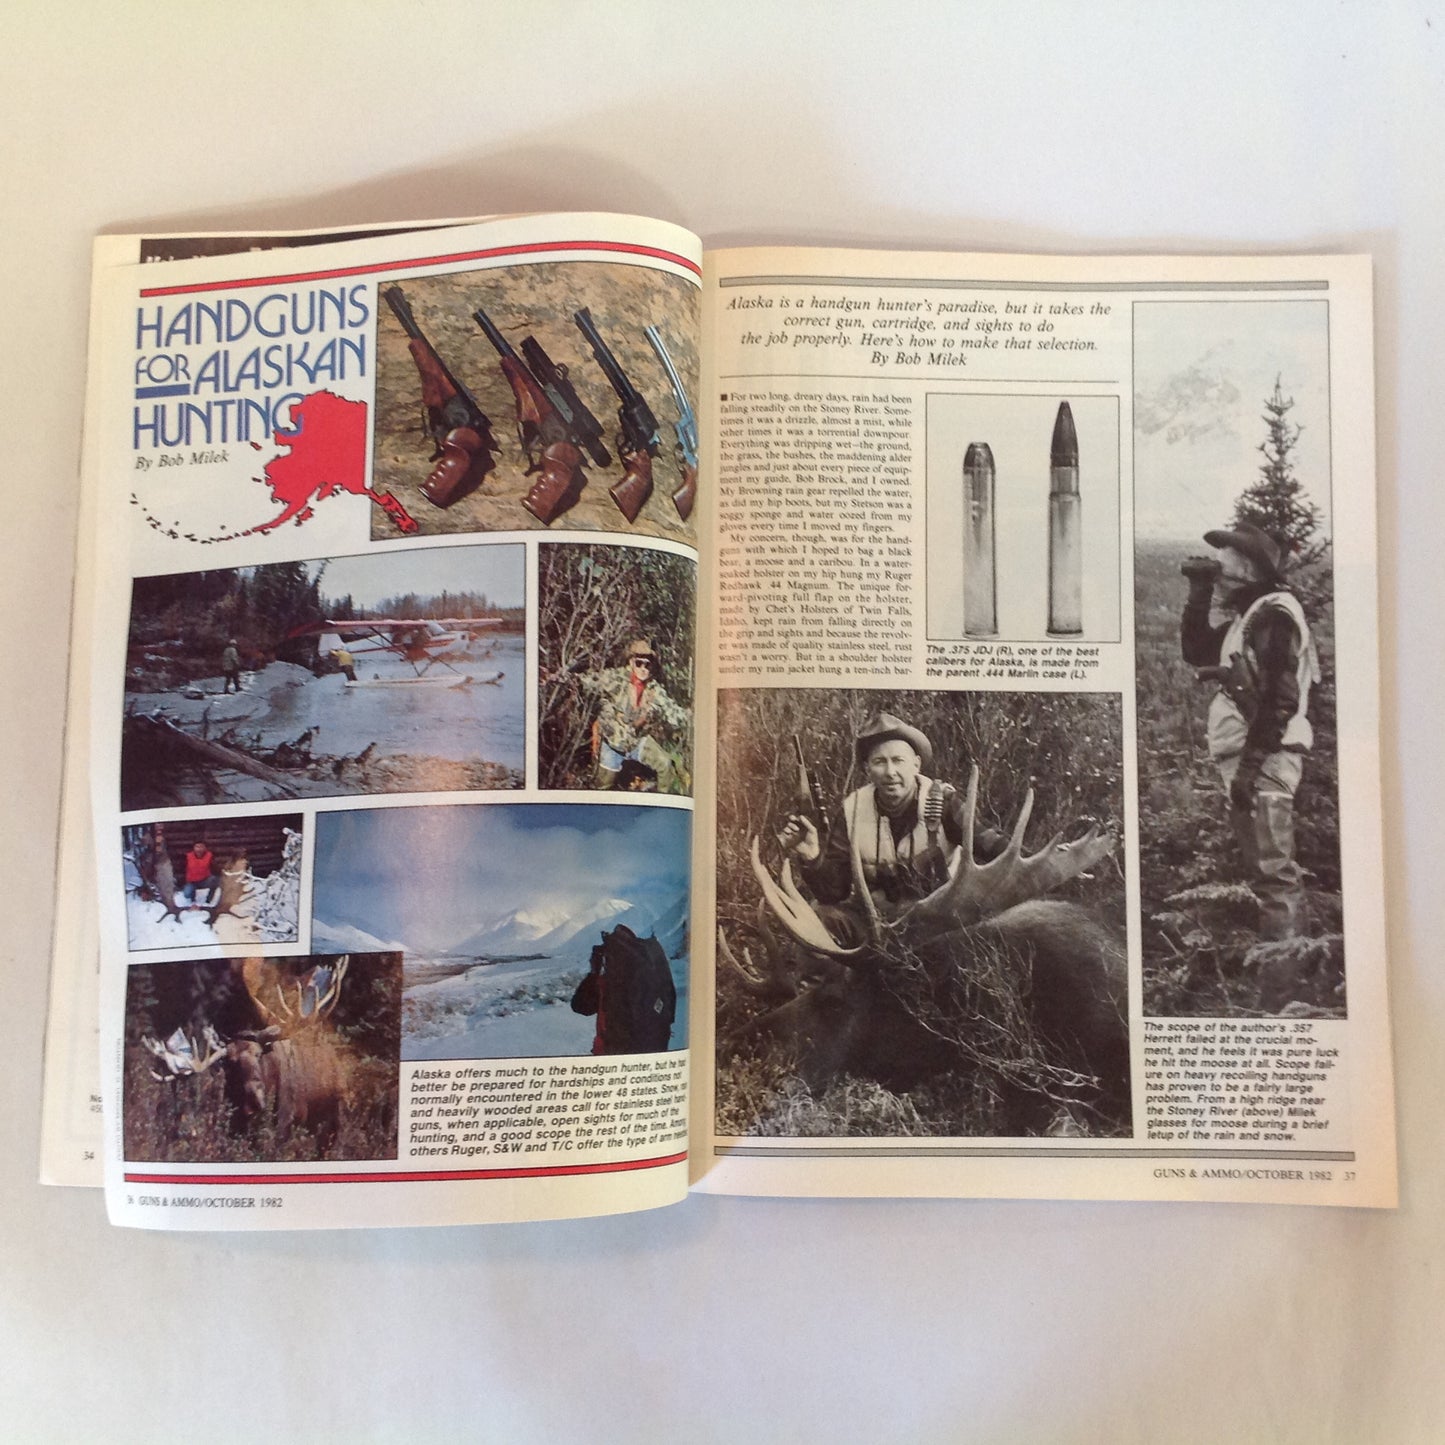 HANDGUNS
FOR ALASKAN
HUNTING
By Bob Milek
Alaska offers much to the handgun hunter, but he had
better be prepared for hardships and conditions not
normally encountered in the lower 48 states. Snow,
and heavily wooded areas call for stainless steel hand-
guns, when applicable, open sights for much of the
hunting, and a good scope the rest of the time. Among
others Ruger, S&W and T/C offer the type of arm needed.
34
GUNS & AMMO/OCTOBER 1982
Alaska is a handgun hunter's paradise, but it takes the
correct gun, cartridge, and sights to do
the job properly. Here's how to make that selection.
By Bob Milek
■ For two long, dreary days, rain had been
falling steadily on the Stoney River. Some-
times it was a drizzle, almost a mist, while
other times it was a torrential downpour.
Everything was dripping wet—the ground,
the grass, the bushes, the maddening alder
jungles and just about every piece of equip-
ment my guide, Bob Brock, and I owned.
My Browning rain gear repelled the water,
as did my hip boots, but my Stetson was a
soggy sponge and water oozed from my
gloves every time I moved my fingers.
My concern, though, was for the hand-
guns with which I hoped to bag a black
bear, a moose and a caribou. In a water-
soaked holster on my hip hung my Ruger
Redhawk .44 Magnum. The unique for-
ward-pivoting full flap on the holster,
made by Chet's Holsters of Twin Falls,
Idaho, kept rain from falling directly on
the grip and sights and because the revolv-
er was made of quality stainless steel, rust
wasn't a worry. But in a shoulder holster
under my rain jacket hung a ten-inch bar-
The .375 JDJ (R), one of the best
calibers for Alaska, is made from
the parent .444 Marlin case (L).
The scope of the author's .357
Herrett failed at the crucial mo-
ment, and he feels it was pure luck
he hit the moose at all. Scope fail-
ure on heavy recoiling handguns
has proven to be a fairly large
problem. From a high ridge near
the Stoney River (above) Milek
glasses for moose during a brief
letup of the rain and snow.
GUNS & AMMO/OCTOBER 1982 37